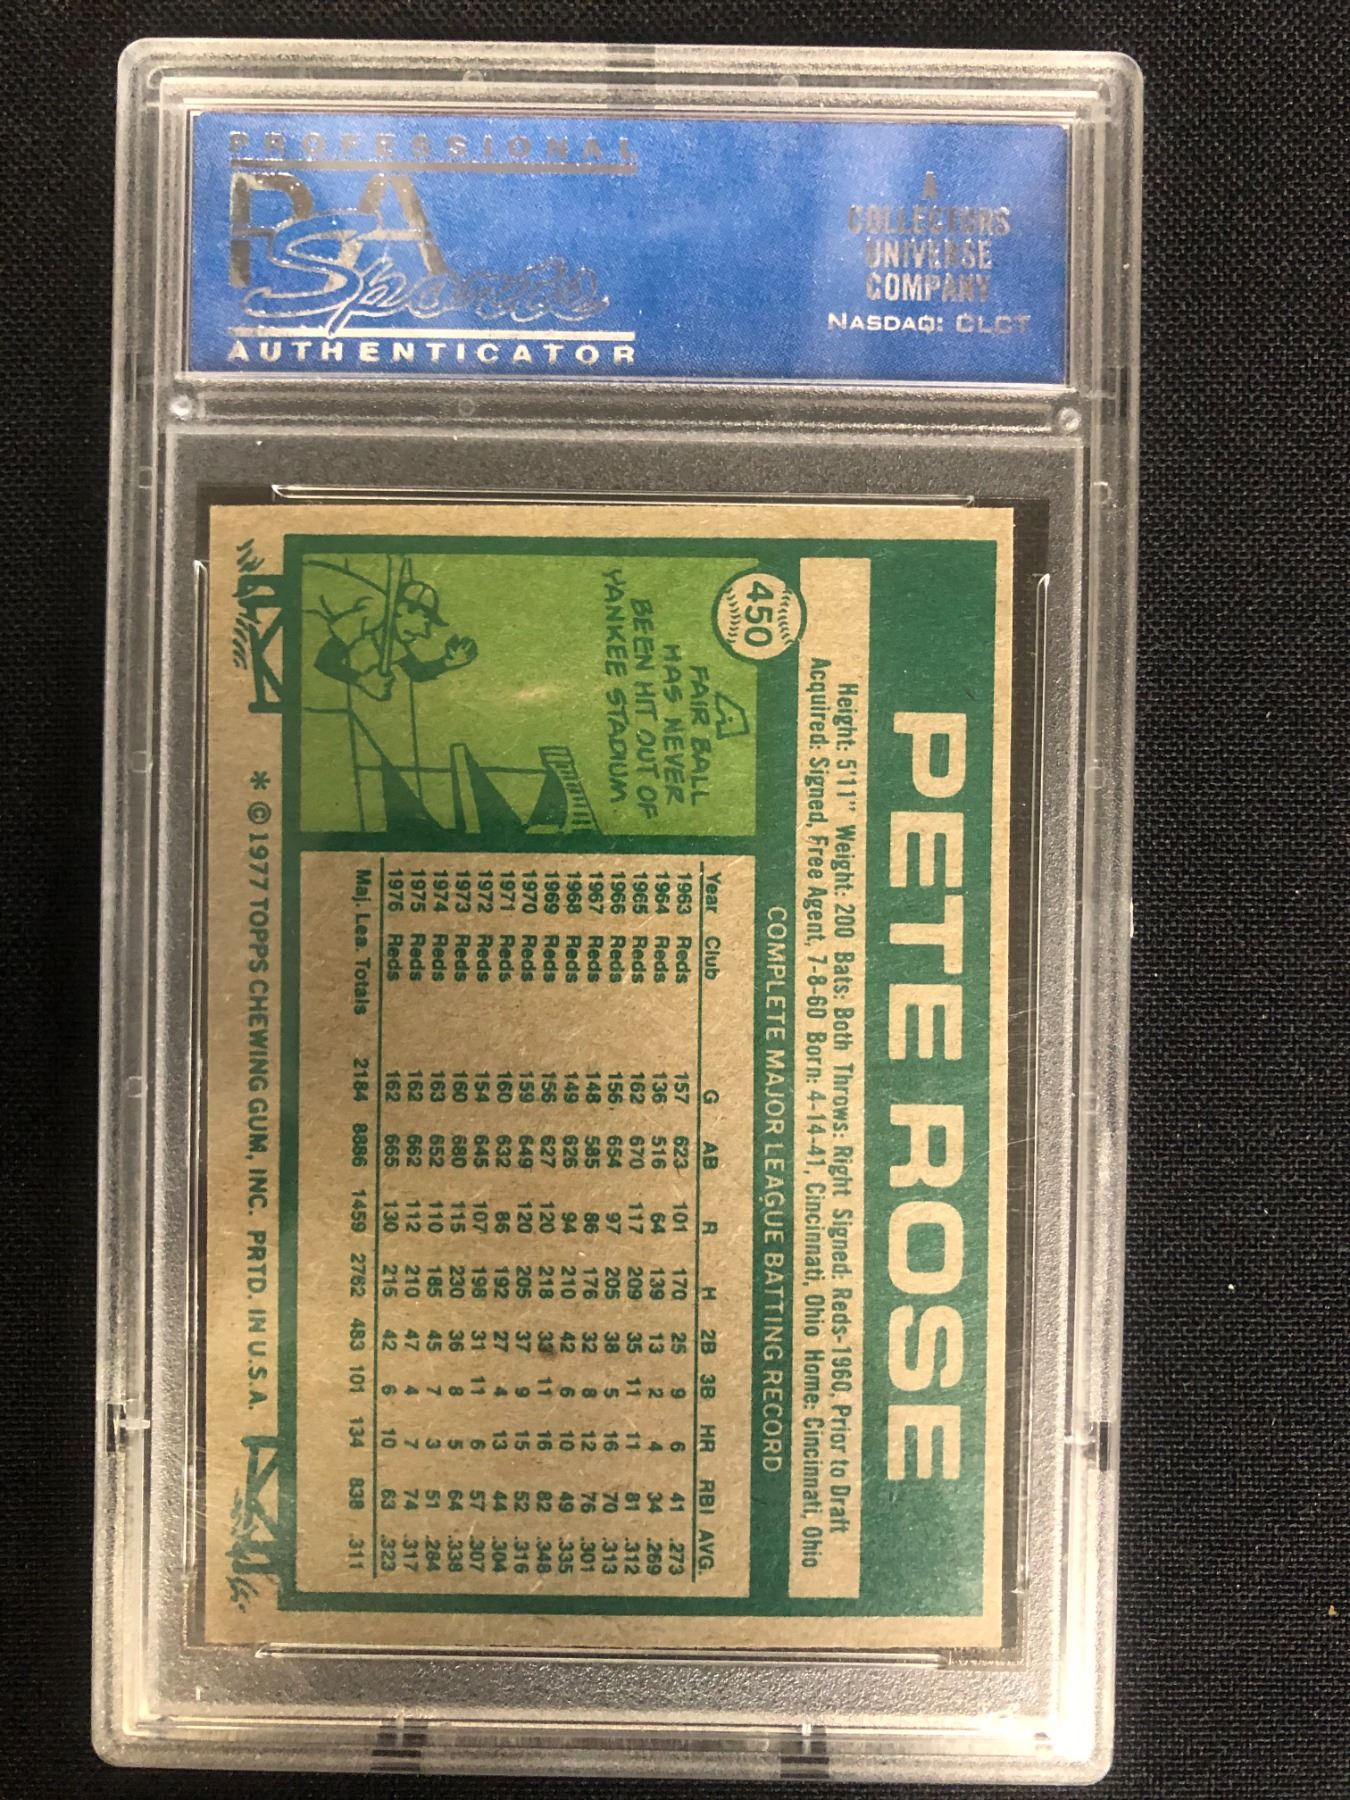 PROFESSIONAL
PSA
Sports
AUTHENTICATOR
A
COLLECTORS
UNIVERSE
COMPANY
NASDAQ: CLCT
PETE ROSE
450
Height: 5'11" Weight: 200 Bats: Both Throws: Right Signed: Reds-1960, Prior to Draft
Acquired: Signed, Free Agent, 7-8-60 Born: 4-14-41, Cincinnati, Ohio Home: Cincinnati, Ohio
COMPLETE MAJOR LEAGUE BATTING RECORD
A
FAIR BALL
HAS NEVER
BEEN HIT OUT OF
YANKEE STADIUM
Year Club G AB R H 2B 3B HR RBI AVG.
1963 Reds 157 623 101 170 25 9 6 41 .273
1964 Reds 136 516 64 139 13 2 4 34 .269
1965 Reds 162 670 117 209 35 11 11 81 .312
1966 Reds 156 654 97 205 38 5 16 70 .313
1967 Reds 148 585 86 176 32 8 12 76 .301
1968 Reds 149 626 94 210 42 6 10 49 .335
1969 Reds 156 627 120 218 33 11 16 82 .348
1970 Reds 159 649 120 205 37 9 15 52 .316
1971 Reds 160 632 86 192 27 4 13 44 .304
1972 Reds 154 645 107 198 31 11 6 57 .307
1973 Reds 160 680 115 230 36 8 5 64 .338
1974 Reds 163 652 110 185 45 7 3 51 .284
1975 Reds 162 662 112 210 47 4 7 74 .317
1976 Reds 162 665 130 215 42 6 10 63 .323
Maj. Lea. Totals 2184 8886 1459 2762 483 101 134 838 .311
* © 1977 TOPPS CHEWING GUM, INC. PRTD. IN U.S.A.